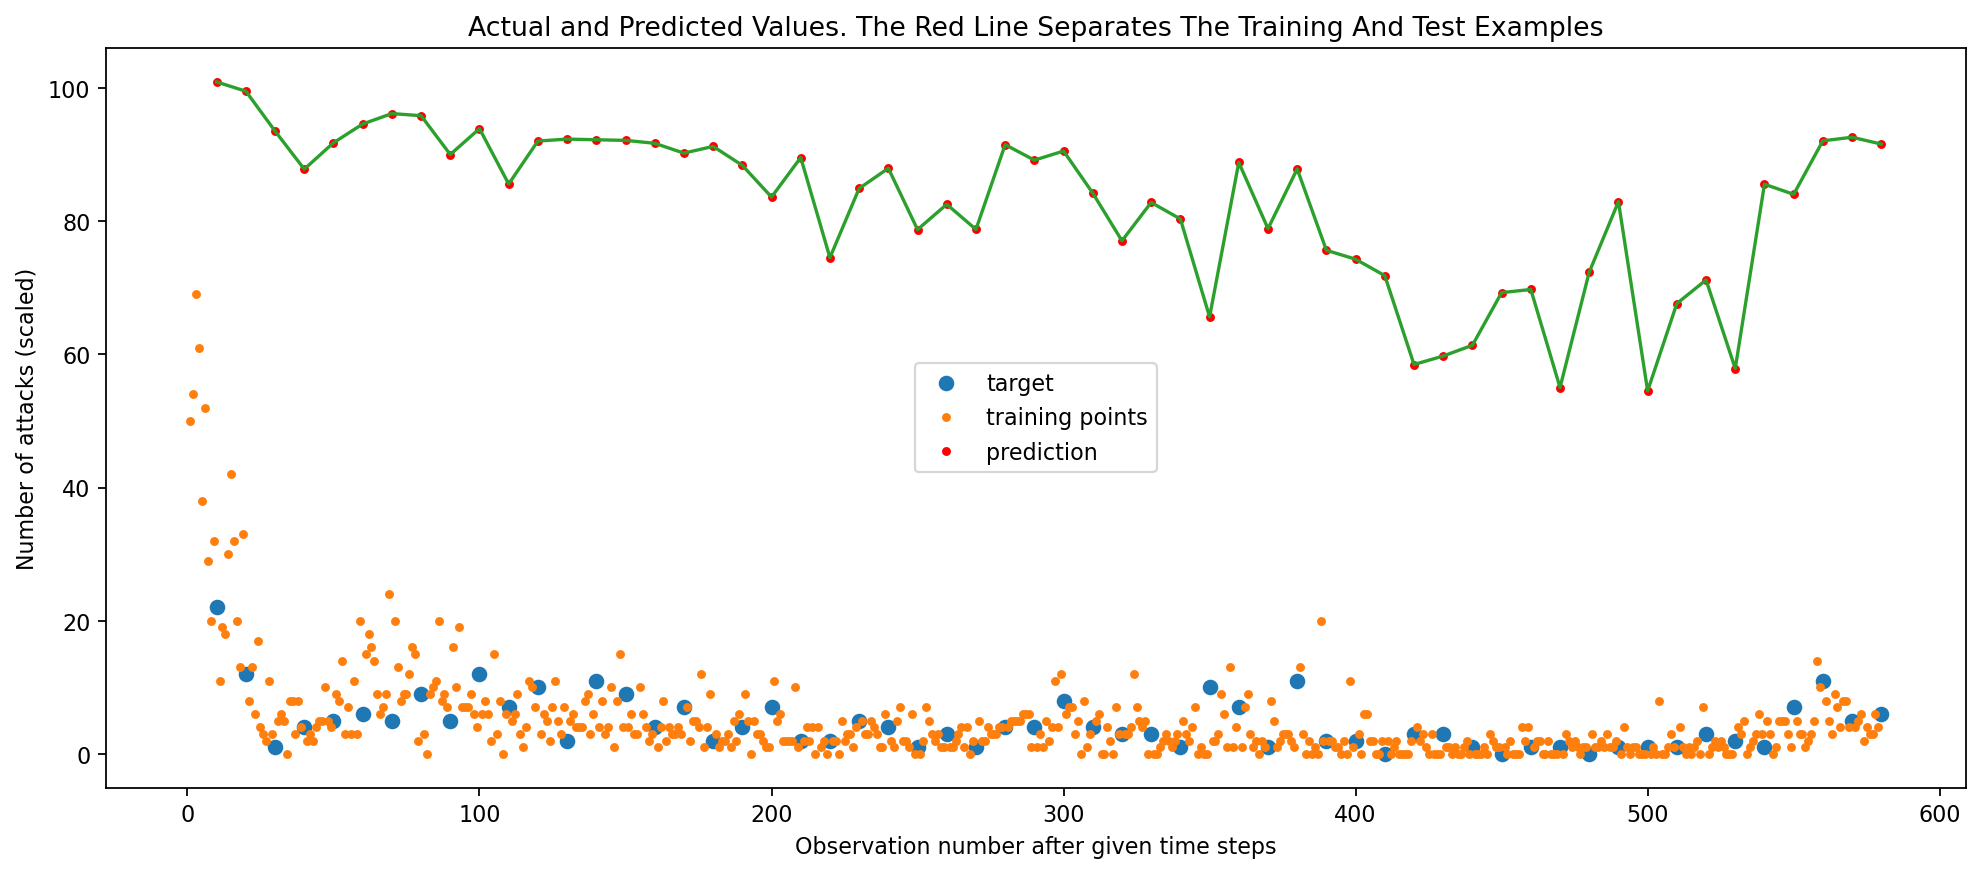 Actual and Predicted Values. The Red Line Separates The Training And Test Examples
Number of attacks (scaled)
100
80
60
40
20
0
target
training points
prediction
0 100 200 300 400 500 600
Observation number after given time steps